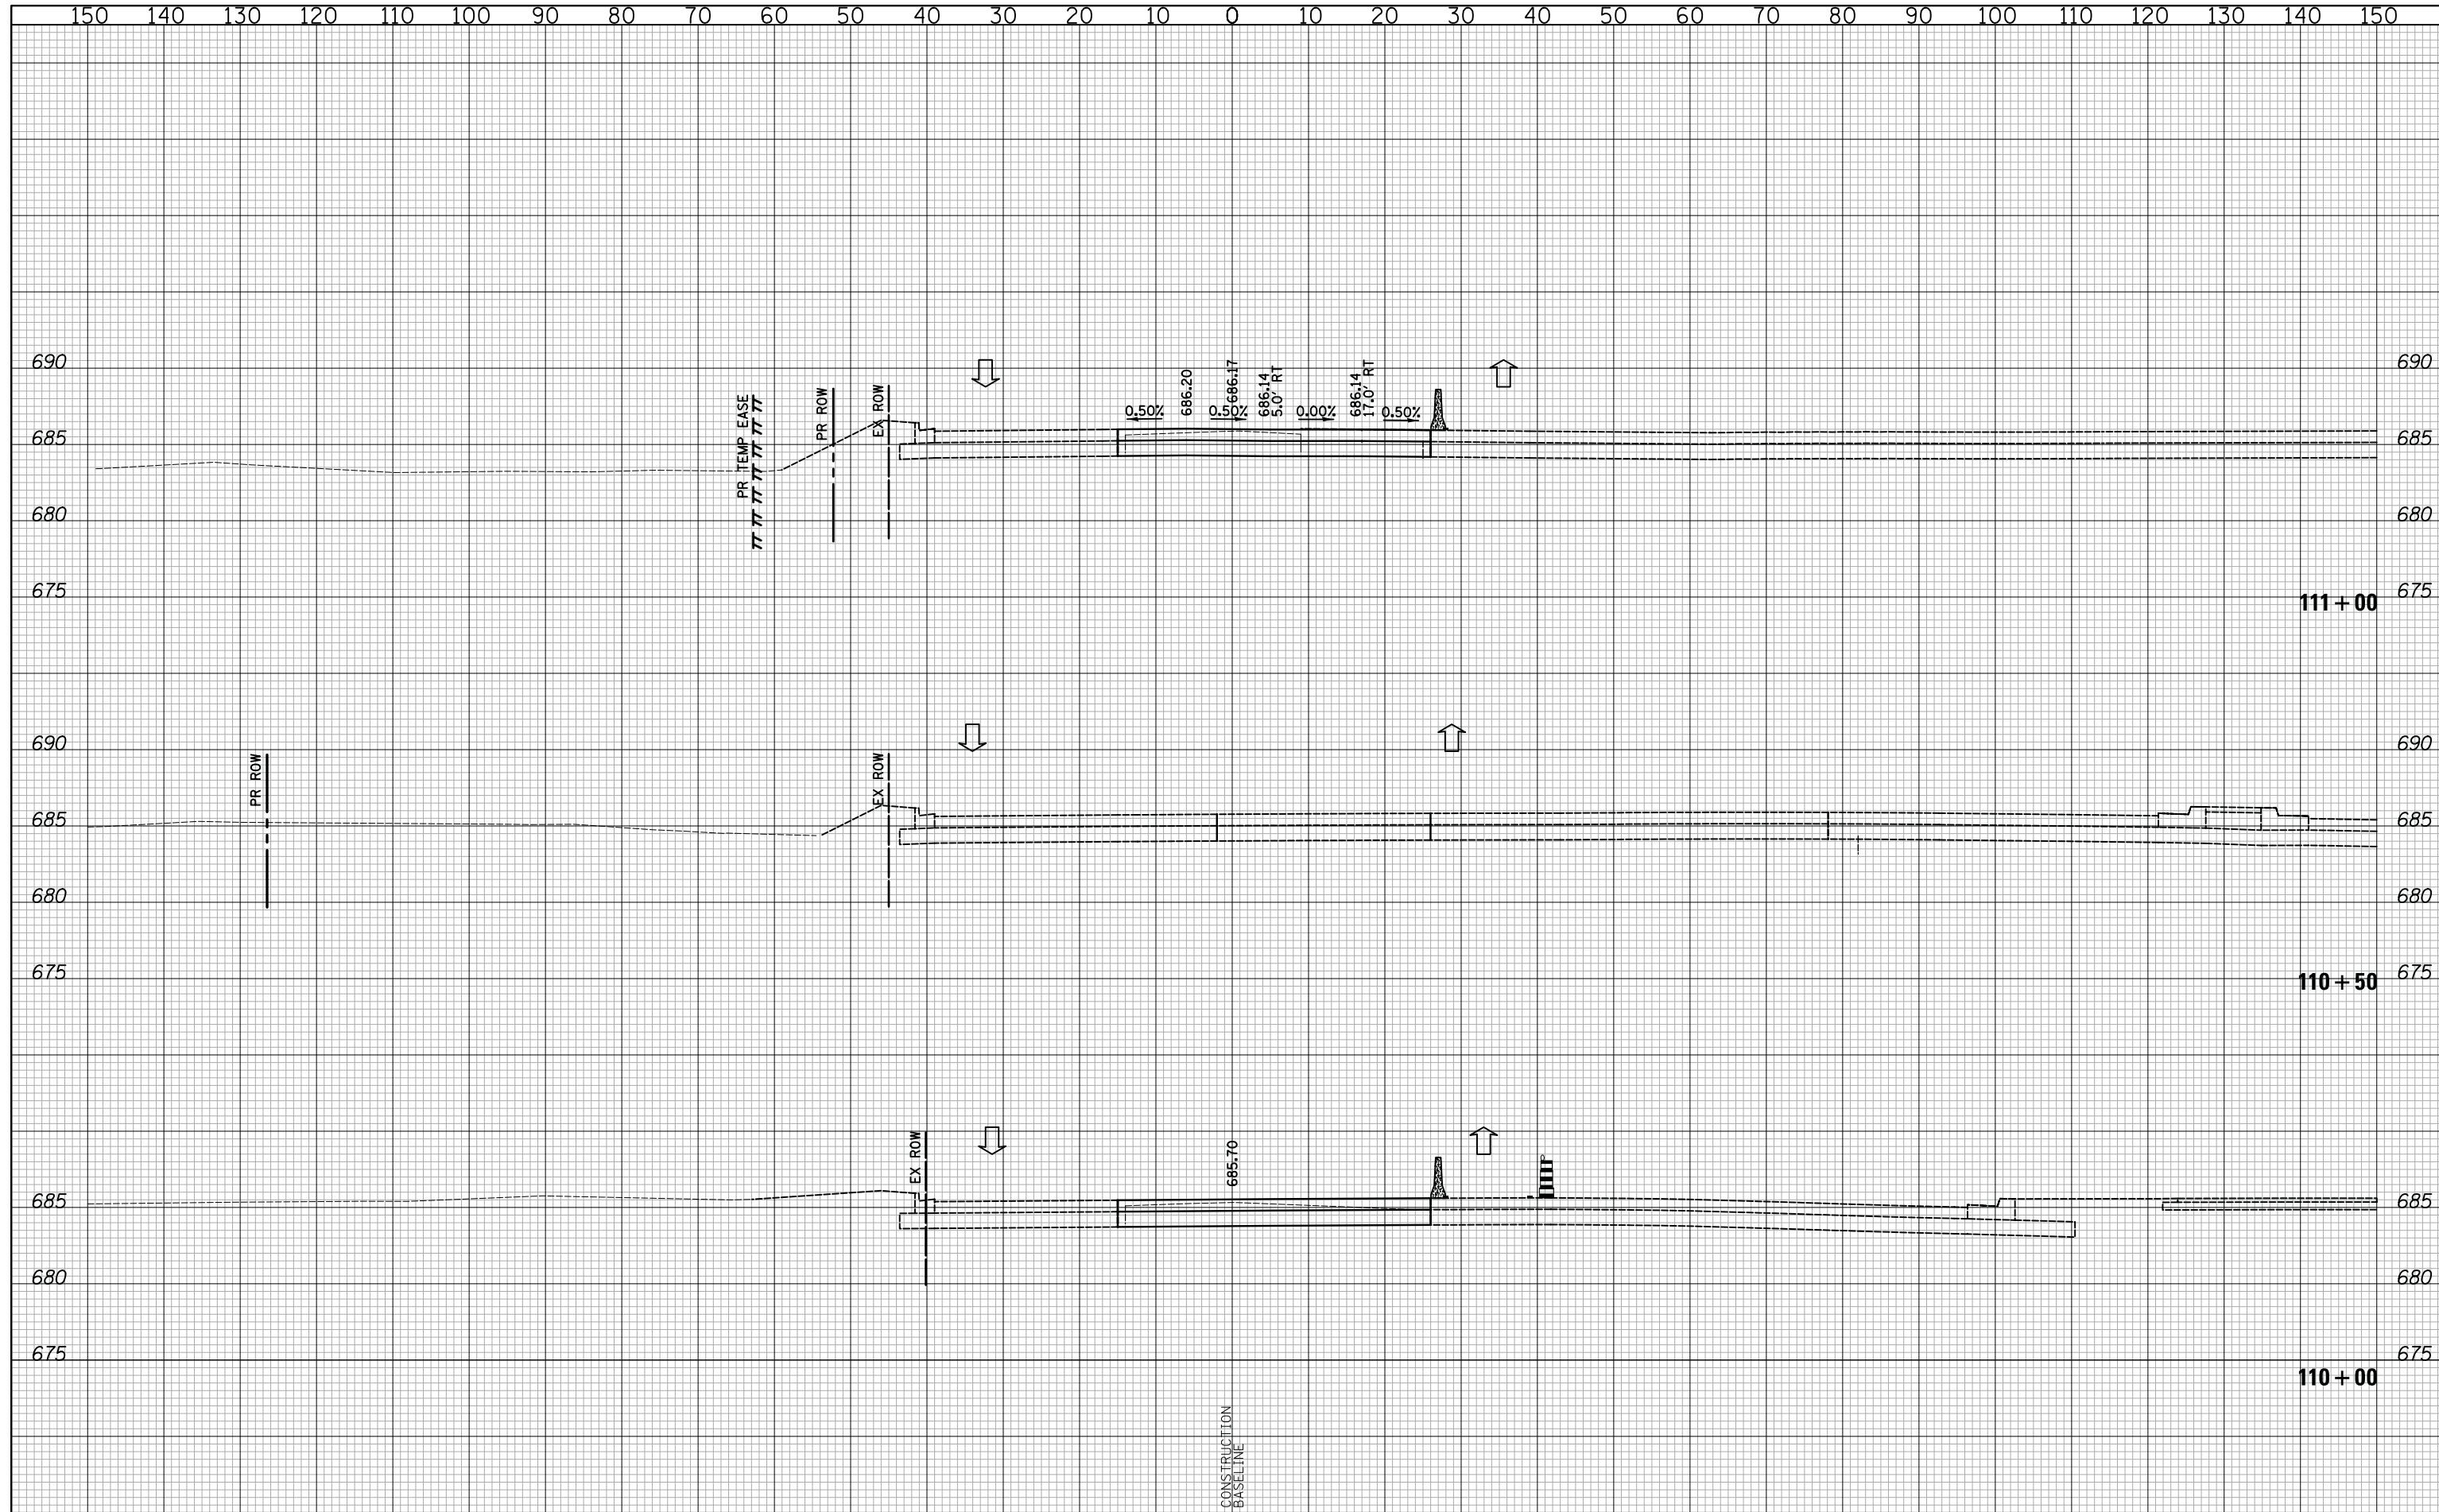 150 140 130 120 110 100 90 80 70 60 50 40 30 20 10 0 10 20 30 40 50 60 70 80 90 100 110 120 130 140 150
690 690
PR TEMP EASE
PR ROW
EX ROW
0.50%
686.20
0.50%
686.17
686.14
5.0' RT
0.00%
686.14
17.0' RT
0.50%
685 685
680 680
675 675
111+00
690 690
PR ROW
EX ROW
685 685
680 680
675 675
110+50
EX ROW
685.70
685 685
680 680
675 675
110+00
CONSTRUCTION
BASELINE